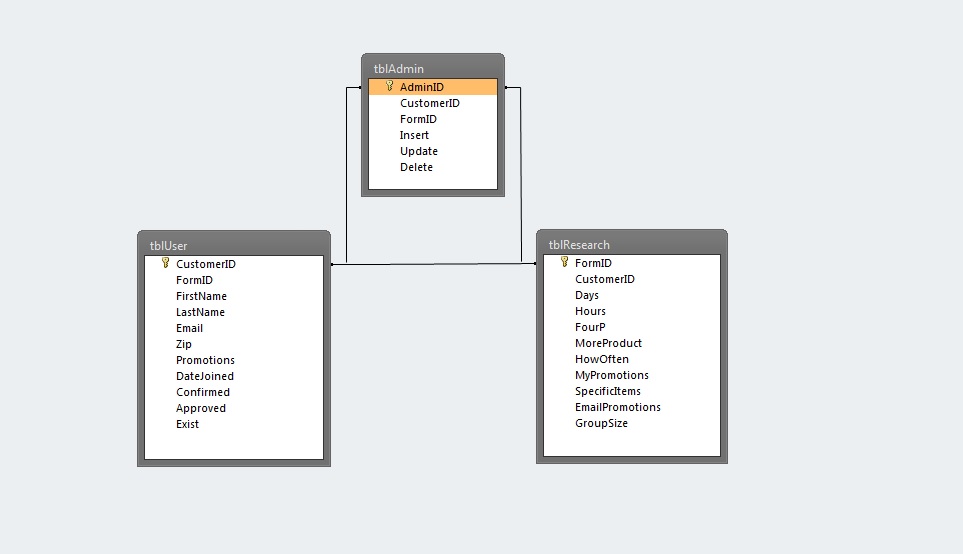 tblAdmin
AdminID
CustomerID
FormID
Insert
Update
Delete
tblUser
CustomerID
FormID
FirstName
LastName
Email
Zip
Promotions
DateJoined
Confirmed
Approved
Exist
tblResearch
FormID
CustomerID
Days
Hours
FourP
MoreProduct
HowOften
MyPromotions
SpecificItems
EmailPromotions
GroupSize